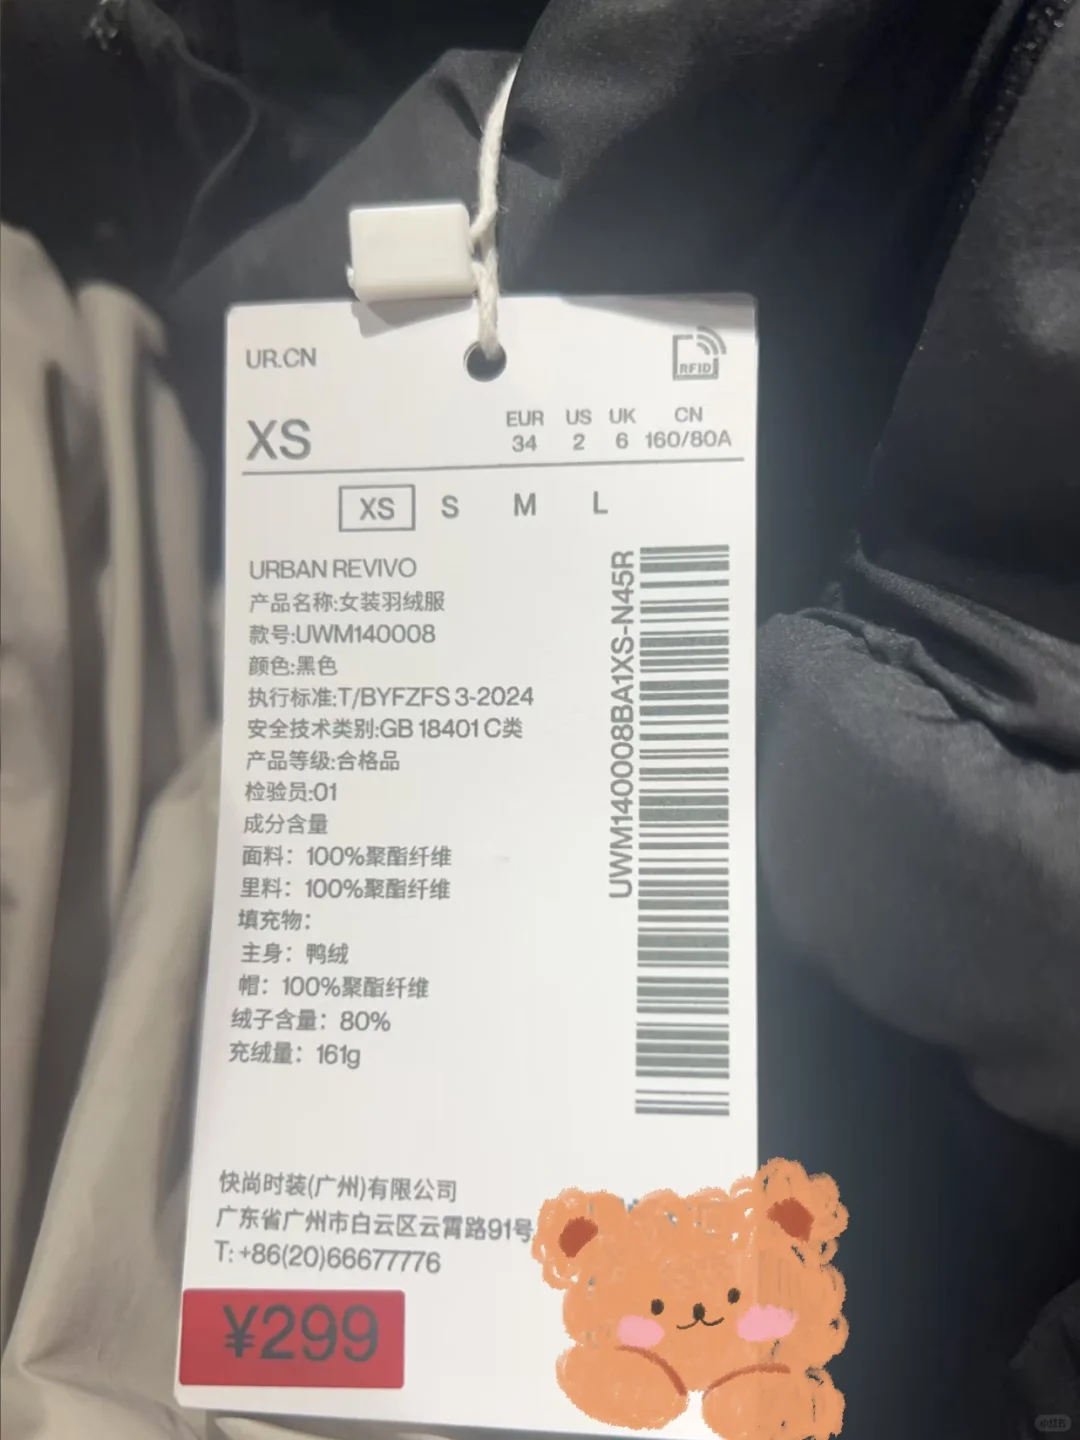 UR.CN
RFID
XS
EUR US UK CN
34 2 6 160/80A
XS S M L
URBAN REVIVO
产品名称:女装羽绒服
款号:UWM140008
颜色:黑色
执行标准:T/BYFZFS 3-2024
安全技术类别:GB 18401 C类
产品等级:合格品
检验员:01
成分含量
面料：100%聚酯纤维
里料：100%聚酯纤维
填充物：
主身：鸭绒
帽：100%聚酯纤维
绒子含量：80%
充绒量：161g
UWM140008BA1XS-N45R
快尚时装(广州)有限公司
广东省广州市白云区云霄路91号
T: +86(20)66677776
¥299